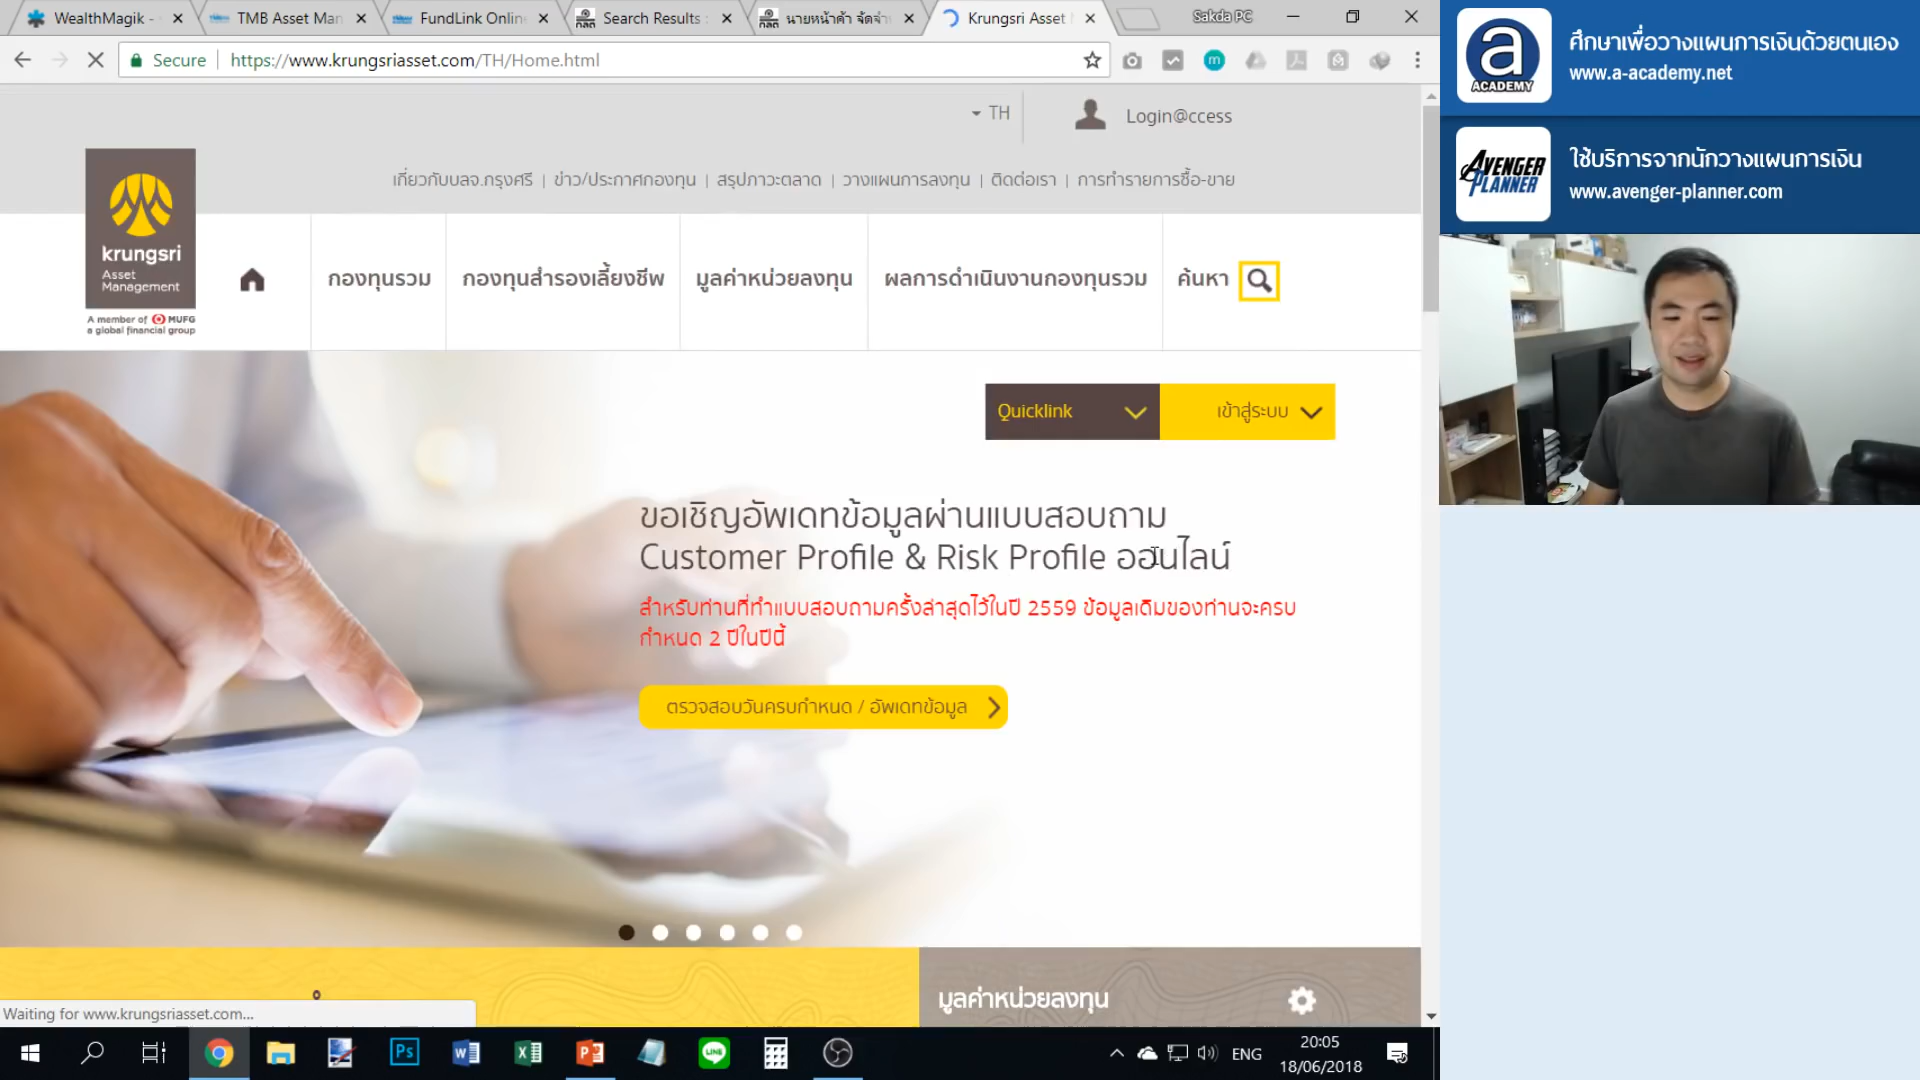 WealthMagik -
TMB Asset Man
FundLink Onlin
Search Results
นายหน้าค้า จัดจำ
Krungsri Asset
Sakda PC
Secure
https://www.krungsriasset.com/TH/Home.html
TH
Login@ccess
เกี่ยวกับบลจ.กรุงศรี | ข่าว/ประกาศกองทุน | สรุปภาวะตลาด | วางแผนการลงทุน | ติดต่อเรา | การทำรายการซื้อ-ขาย
krungsri
Asset
Management
A member of MUFG
a global financial group
กองทุนรวม
กองทุนสำรองเลี้ยงชีพ
มูลค่าหน่วยลงทุน
ผลการดำเนินงานกองทุนรวม
ค้นหา
Quicklink
เข้าสู่ระบบ
ขอเชิญอัพเดทข้อมูลผ่านแบบสอบถาม
Customer Profile & Risk Profile ออนไลน์
สำหรับท่านที่ทำแบบสอบถามครั้งล่าสุดไว้ในปี 2559 ข้อมูลเดิมของท่านจะครบ
กำหนด 2 ปีในปีนี้
ตรวจสอบวันครบกำหนด / อัพเดทข้อมูล
มูลค่าหน่วยลงทุน
Waiting for www.krungsriasset.com...
ENG
20:05
18/06/2018
a
ACADEMY
ศึกษาเพื่อวางแผนการเงินด้วยตนเอง
www.a-academy.net
AVENGER
PLANNER
ใช้บริการจากนักวางแผนการเงิน
www.avenger-planner.com